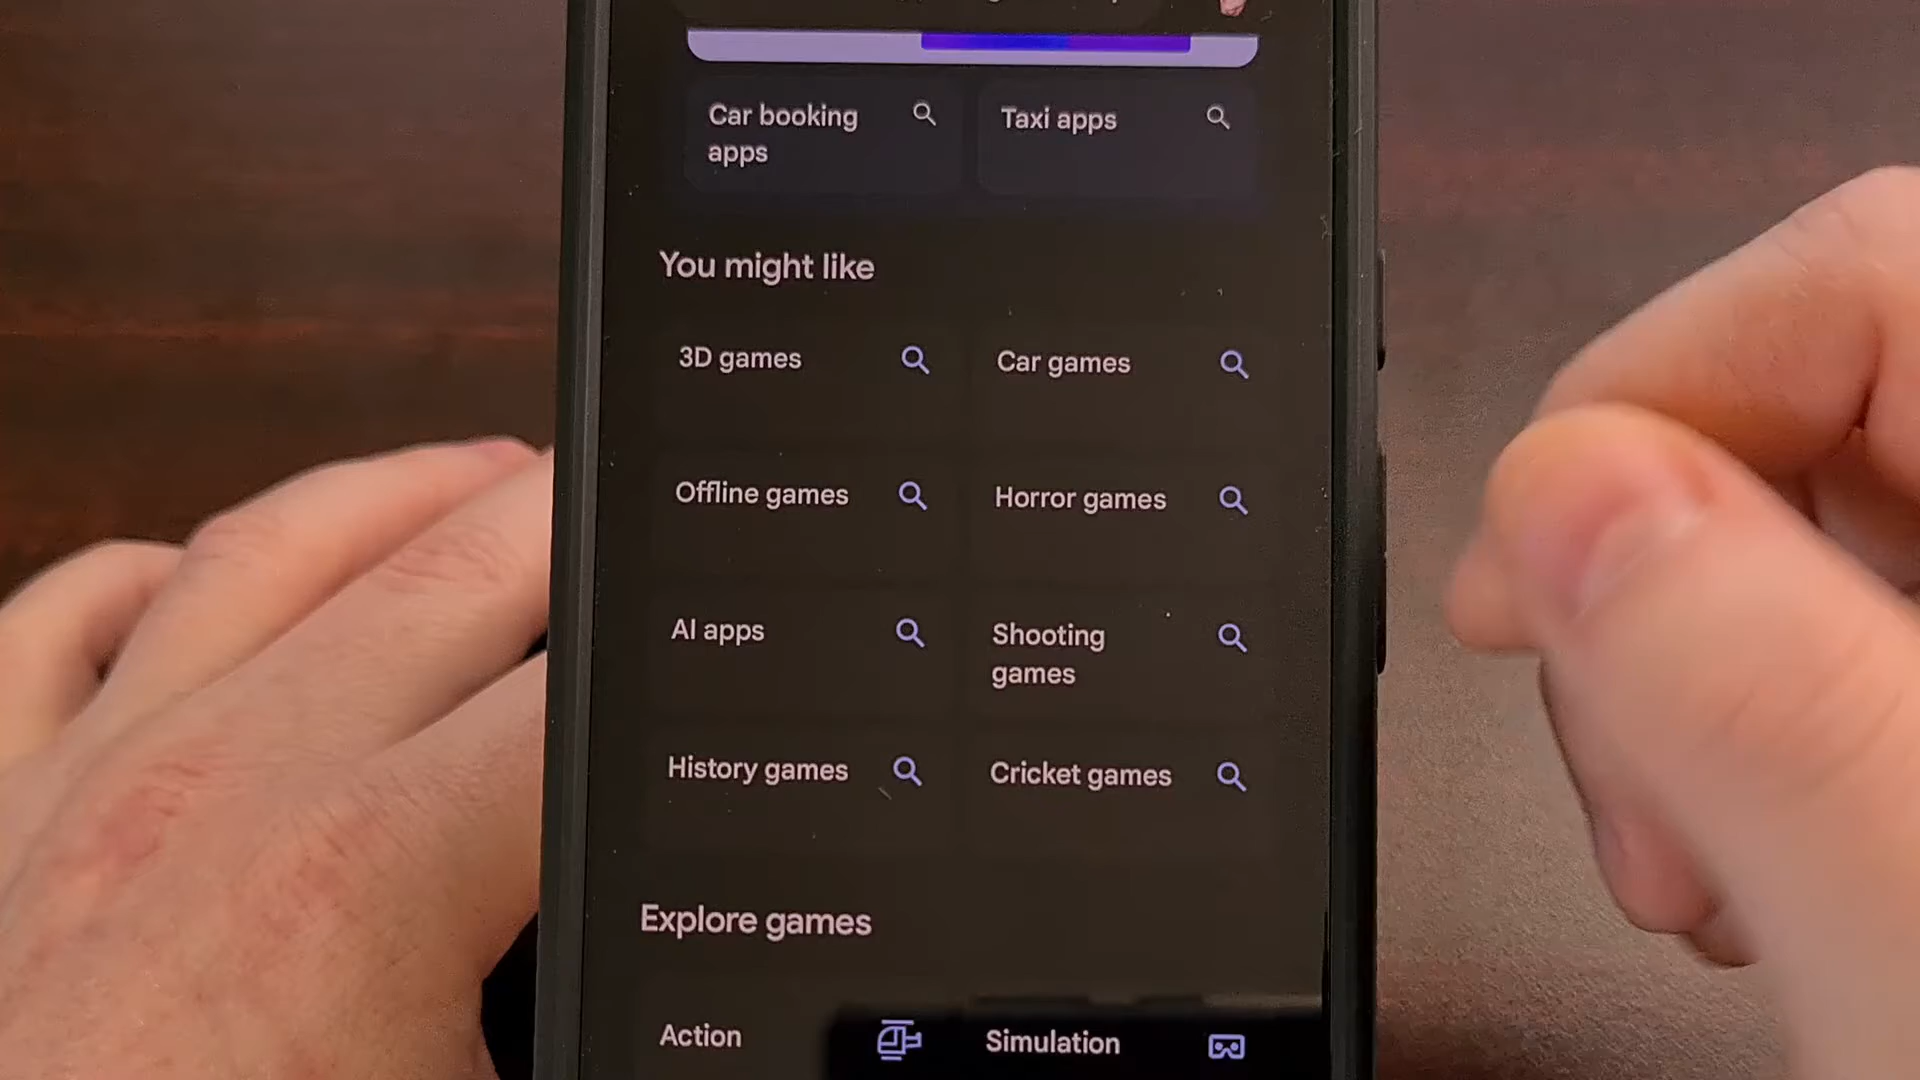 Car booking
apps
Taxi apps
You might like
3D games
Car games
Offline games
Horror games
AI apps
Shooting
games
History games
Cricket games
Explore games
Action
Simulation